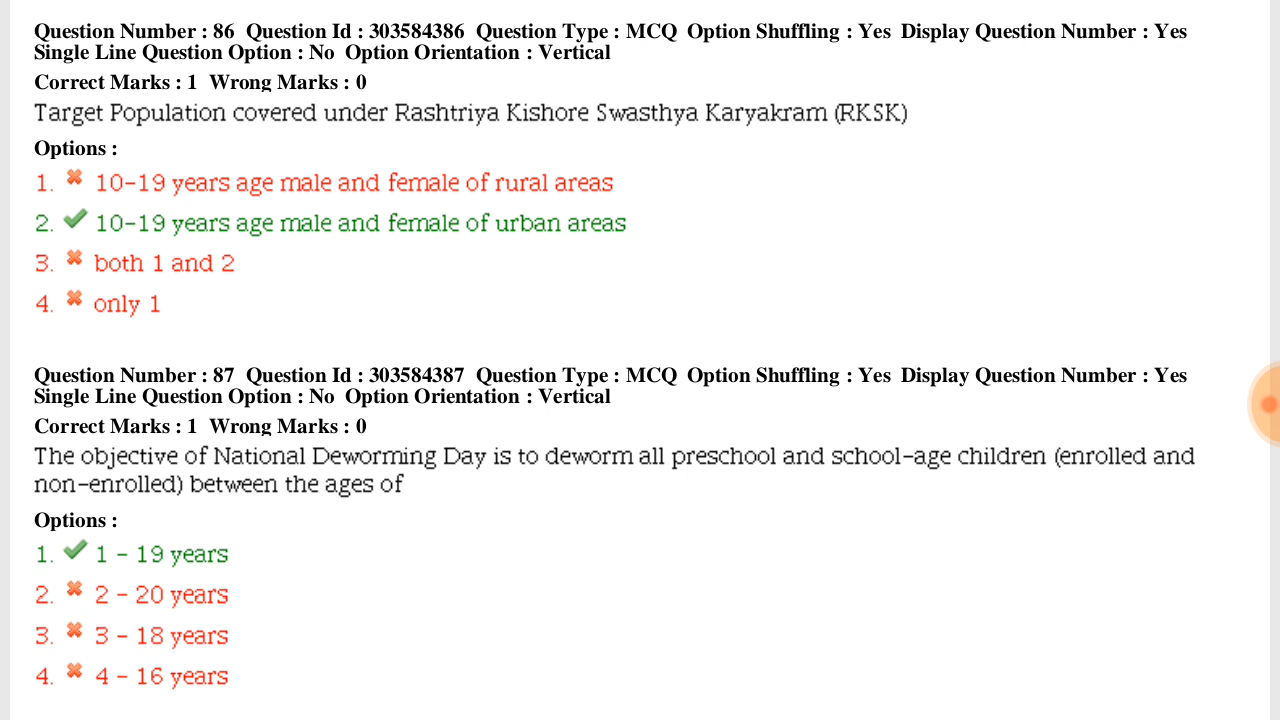 Question Number : 86 Question Id : 303584386 Question Type : MCQ Option Shuffling : Yes Display Question Number : Yes
Single Line Question Option : No Option Orientation : Vertical
Correct Marks : 1 Wrong Marks : 0
Target Population covered under Rashtriya Kishore Swasthya Karyakram (RKSK)
Options :
1. ✖ 10-19 years age male and female of rural areas
2. ✔ 10-19 years age male and female of urban areas
3. ✖ both 1 and 2
4. ✖ only 1
Question Number : 87 Question Id : 303584387 Question Type : MCQ Option Shuffling : Yes Display Question Number : Yes
Single Line Question Option : No Option Orientation : Vertical
Correct Marks : 1 Wrong Marks : 0
The objective of National Deworming Day is to deworm all preschool and school-age children (enrolled and
non-enrolled) between the ages of
Options :
1. ✔ 1 - 19 years
2. ✖ 2 - 20 years
3. ✖ 3 - 18 years
4. ✖ 4 - 16 years